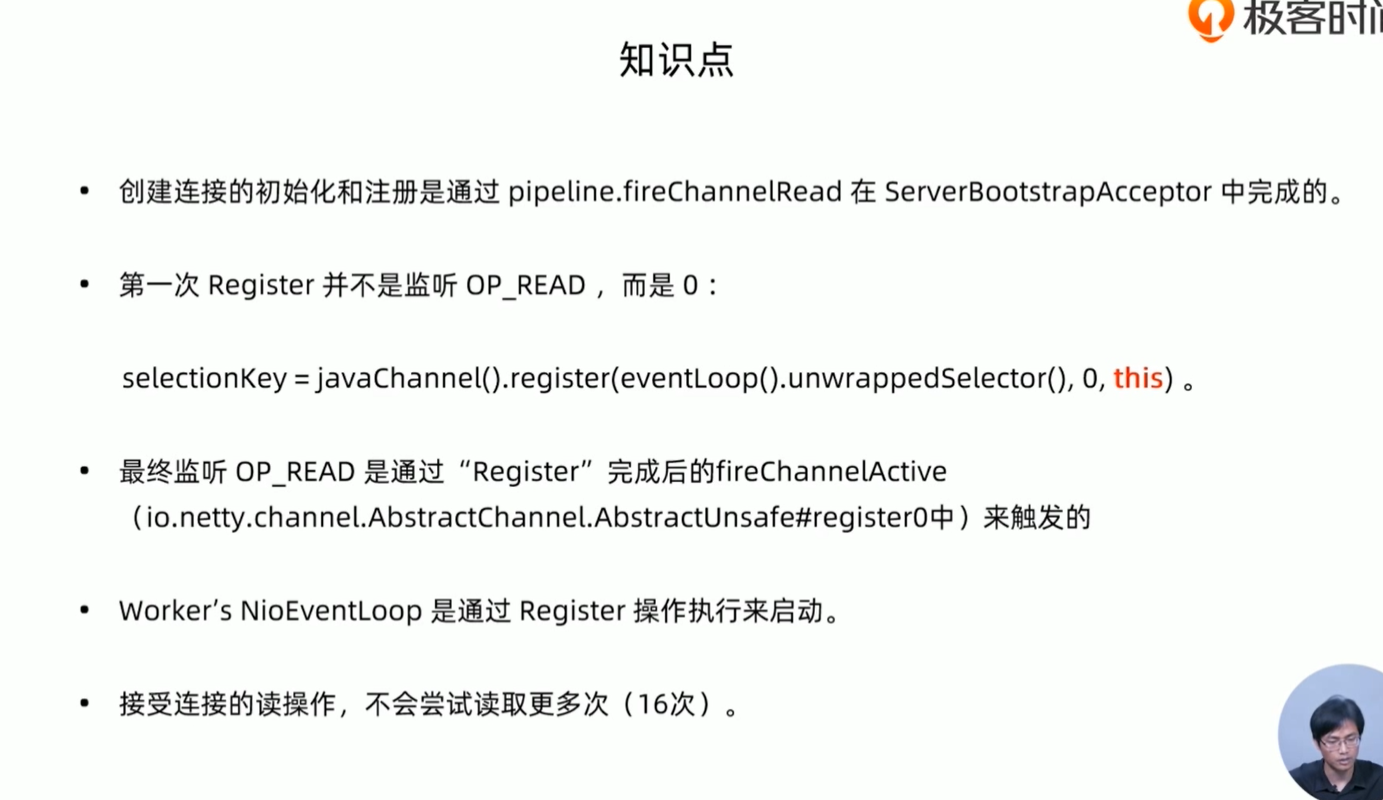 极客时间
知识点
• 创建连接的初始化和注册是通过 pipeline.fireChannelRead 在 ServerBootstrapAcceptor 中完成的。
• 第一次 Register 并不是监听 OP_READ ，而是 0：
selectionKey = javaChannel().register(eventLoop().unwrappedSelector(), 0, this) 。
• 最终监听 OP_READ 是通过“Register”完成后的fireChannelActive
（io.netty.channel.AbstractChannel.AbstractUnsafe#register0中）来触发的
• Worker’s NioEventLoop 是通过 Register 操作执行来启动。
• 接受连接的读操作，不会尝试读取更多次（16次）。